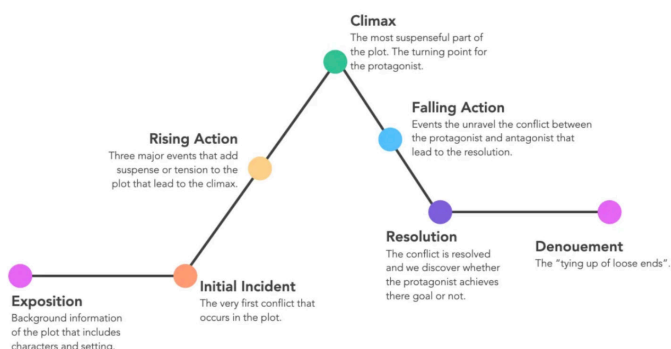 Climax
The most suspenseful part of
the plot. The turning point for
the protagonist.
Falling Action
Events the unravel the conflict between
the protagonist and antagonist that
lead to the resolution.
Rising Action
Three major events that add
suspense or tension to the
plot that lead to the climax.
Resolution
The conflict is resolved
and we discover whether
the protagonist achieves
there goal or not.
Denouement
The "tying up of loose ends".
Initial Incident
The very first conflict that
occurs in the plot.
Exposition
Background information
of the plot that includes
characters and setting.